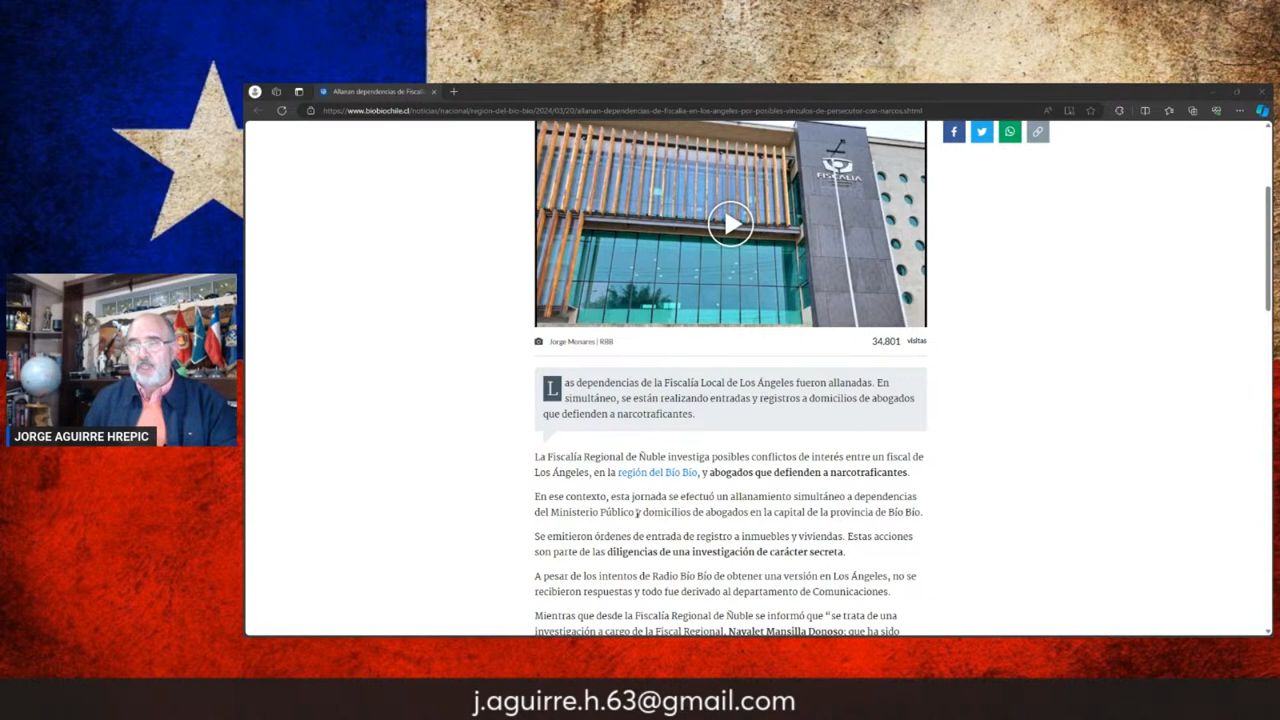 Allanan dependencias de Fiscalí
https://www.biobiochile.cl/noticias/nacional/region-del-bio-bio/2024/03/20/allanan-dependencias-de-fiscalia-en-los-angeles-por-posibles-vinculos-de-persecutor-con-narcos.shtml
FISCALIA
Jorge Monares | RBB
34.801 visitas
Las dependencias de la Fiscalía Local de Los Ángeles fueron allanadas. En
simultáneo, se están realizando entradas y registros a domicilios de abogados
que defienden a narcotraficantes.
La Fiscalía Regional de Ñuble investiga posibles conflictos de interés entre un fiscal de
Los Ángeles, en la región del Bío Bío, y abogados que defienden a narcotraficantes.
En ese contexto, esta jornada se efectuó un allanamiento simultáneo a dependencias
del Ministerio Público y domicilios de abogados en la capital de la provincia de Bío Bío.
Se emitieron órdenes de entrada de registro a inmuebles y viviendas. Estas acciones
son parte de las diligencias de una investigación de carácter secreta.
A pesar de los intentos de Radio Bío Bío de obtener una versión en Los Ángeles, no se
recibieron respuestas y todo fue derivado al departamento de Comunicaciones.
Mientras que desde la Fiscalía Regional de Ñuble se informó que “se trata de una
investigación a cargo de la Fiscal Regional, Nayalet Mansilla Donoso; que ha sido
JORGE AGUIRRE HREPIC
j.aguirre.h.63@gmail.com